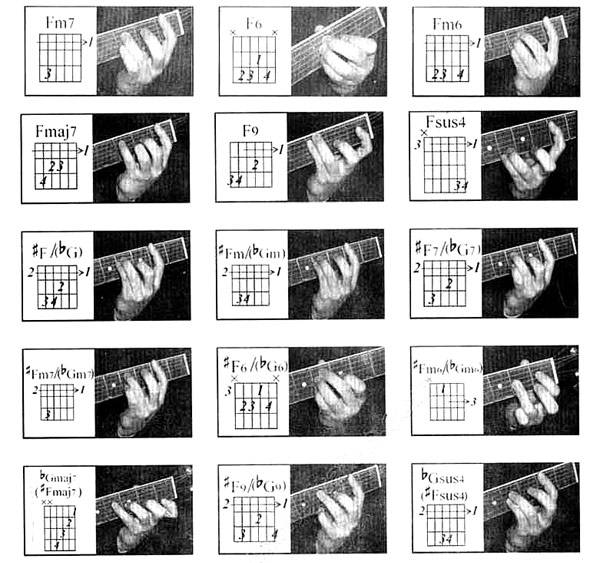 Fm7
>1
3
F6
× ×
1
2 3 4
Fm6
>1
2 3 4
Fmaj7
>1
2 3
4
F9
>1
2
3 4
Fsus4
×
3 >1
3 4
♯F/(♭G)
2 >1
2
3 4
♯Fm/(♭Gm)
2 >1
3 4
♯F7/(♭G7)
2 >1
2
3
♯Fm7/(♭Gm7)
2 >1
3
♯F6/(♭G6)
× ×
3 1
2 3 4
♯Fm6/(♭Gm6)
×
1
>3
♭Gmaj7
(♯Fmaj7)
××
1
2
3
4
♯F9/(♭G9)
2 >1
2
3 4
♭Gsus4
(♯Fsus4)
2 >1
3 4